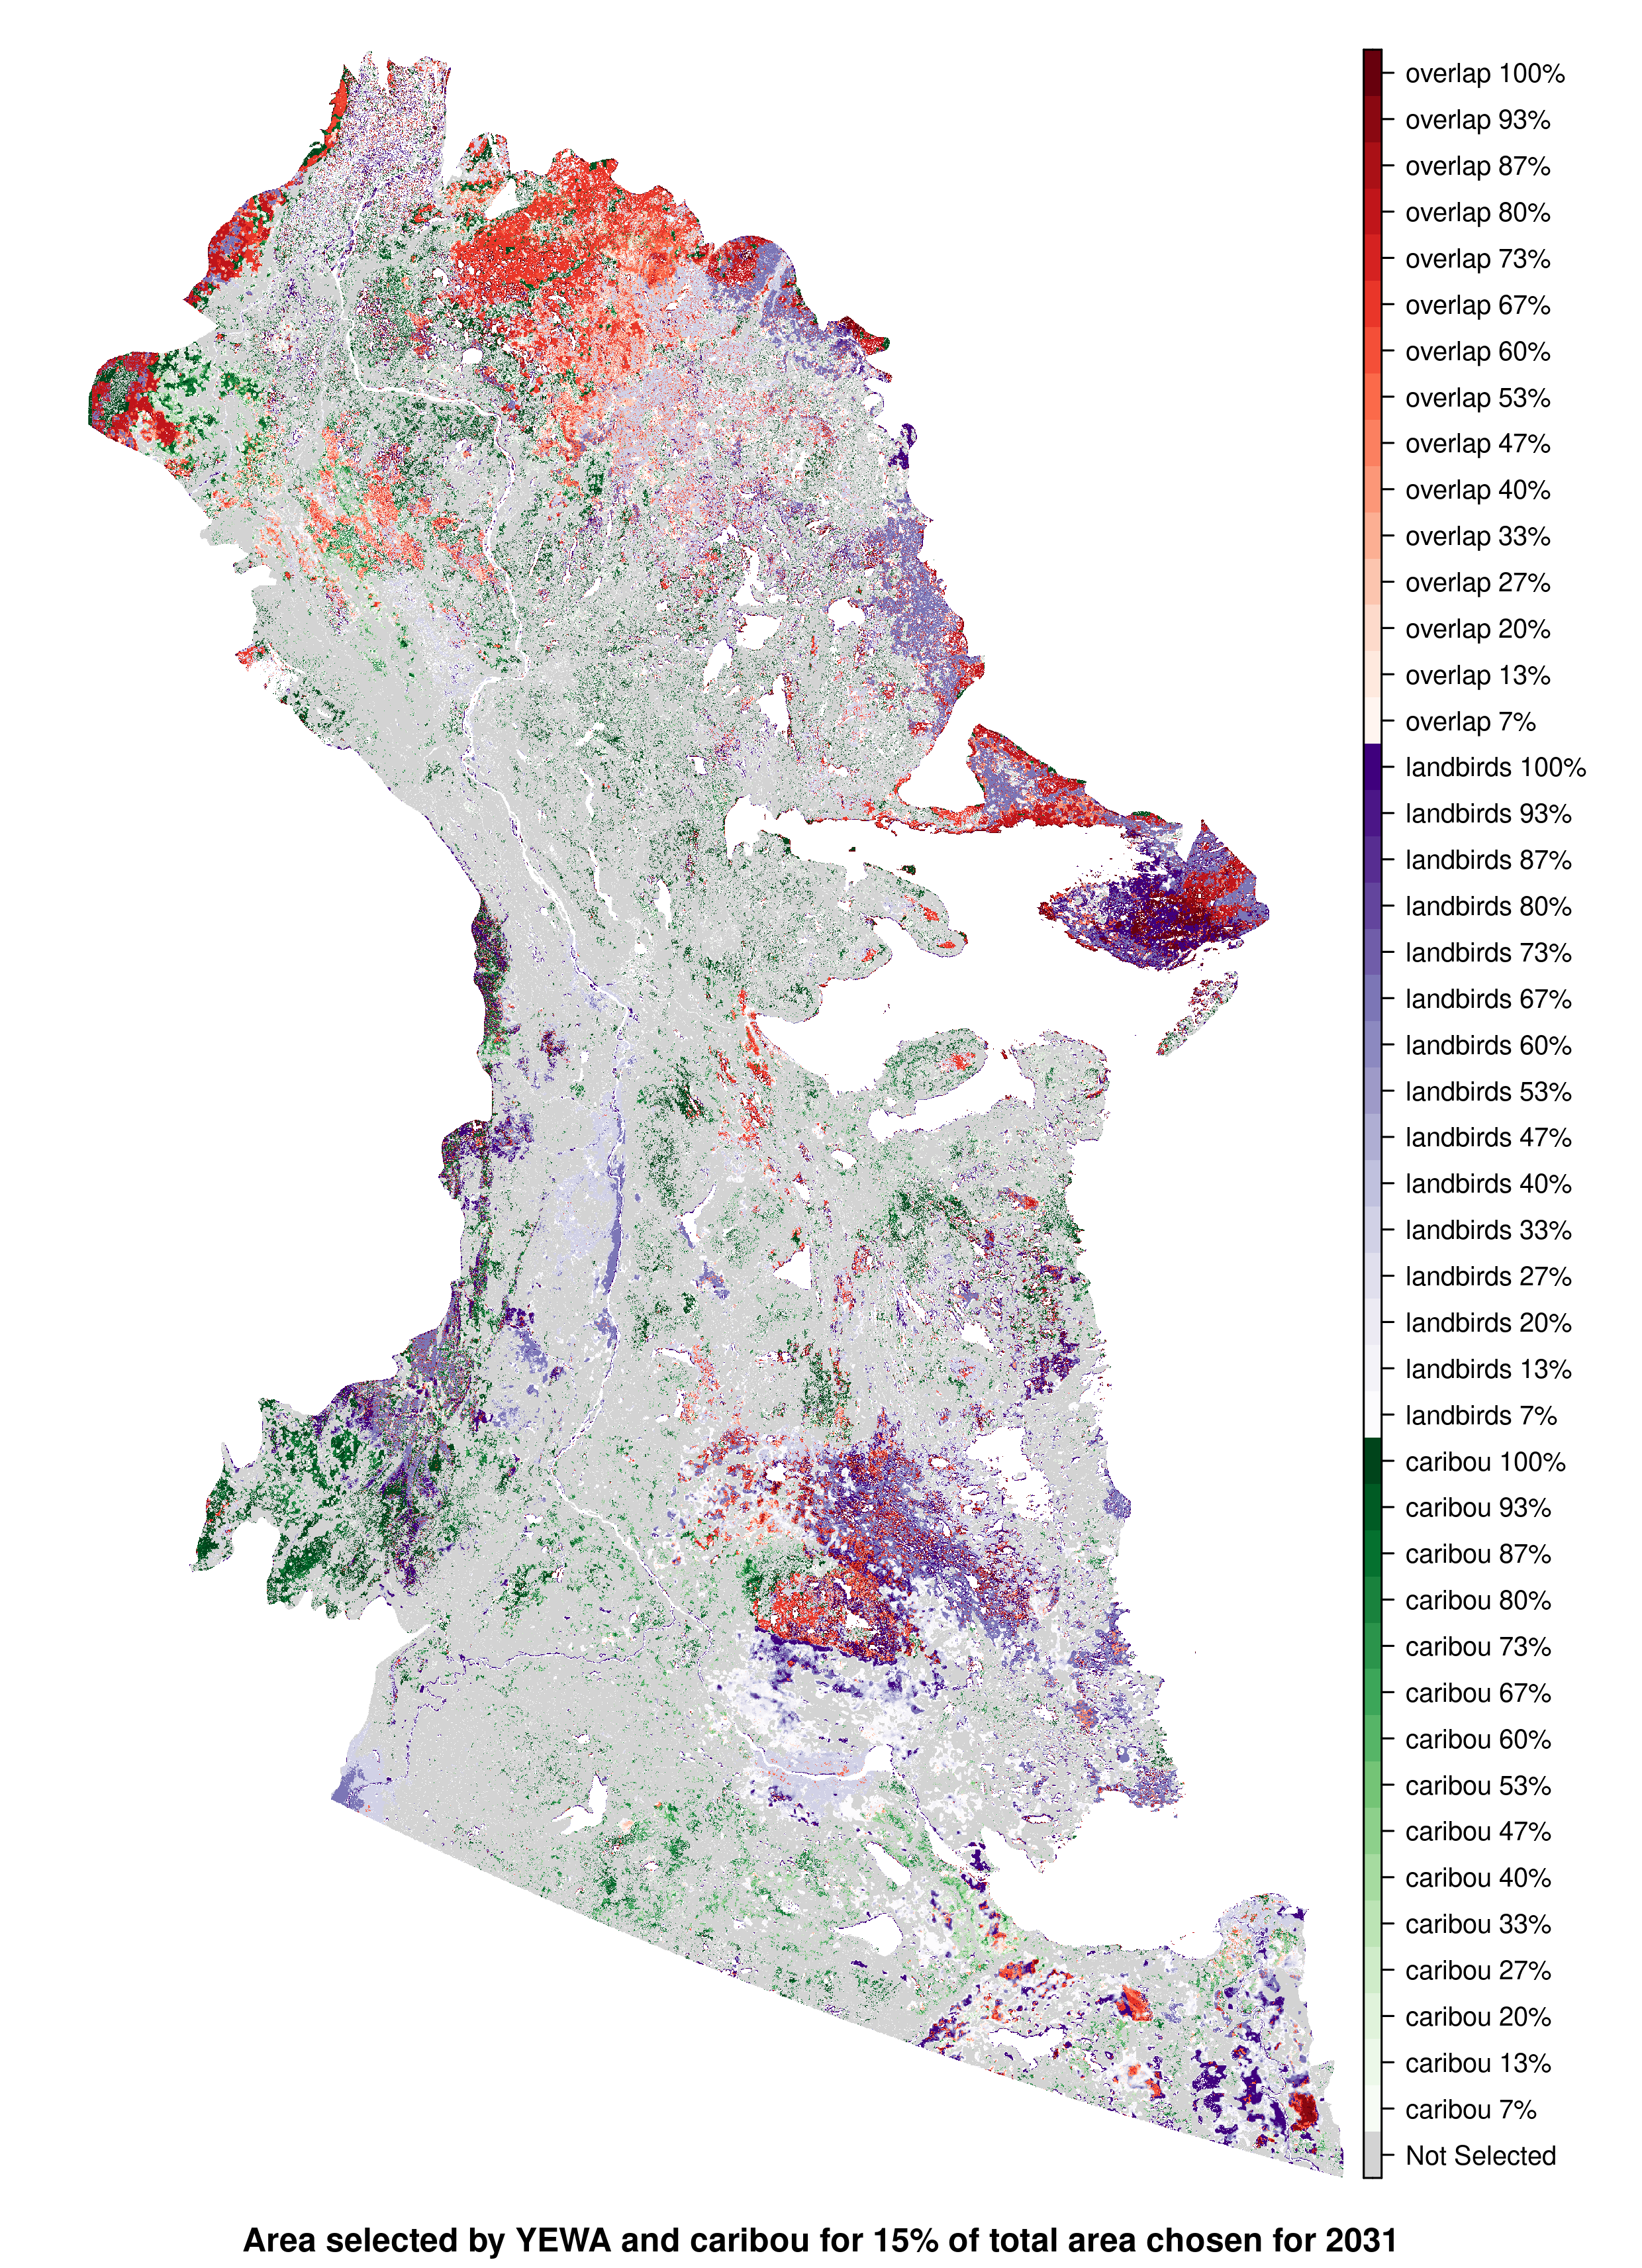 overlap 100%
overlap 93%
overlap 87%
overlap 80%
overlap 73%
overlap 67%
overlap 60%
overlap 53%
overlap 47%
overlap 40%
overlap 33%
overlap 27%
overlap 20%
overlap 13%
overlap 7%
landbirds 100%
landbirds 93%
landbirds 87%
landbirds 80%
landbirds 73%
landbirds 67%
landbirds 60%
landbirds 53%
landbirds 47%
landbirds 40%
landbirds 33%
landbirds 27%
landbirds 20%
landbirds 13%
landbirds 7%
caribou 100%
caribou 93%
caribou 87%
caribou 80%
caribou 73%
caribou 67%
caribou 60%
caribou 53%
caribou 47%
caribou 40%
caribou 33%
caribou 27%
caribou 20%
caribou 13%
caribou 7%
Not Selected
Area selected by YEWA and caribou for 15% of total area chosen for 2031